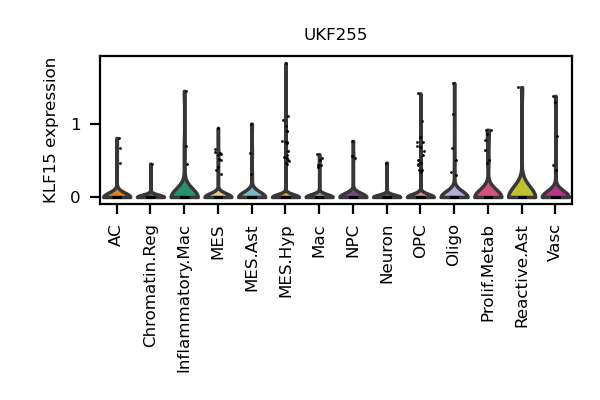 UKF255
KLF15 expression
1
0
AC
Chromatin.Reg
Inflammatory.Mac
MES
MES.Ast
MES.Hyp
Mac
NPC
Neuron
OPC
Oligo
Prolif.Metab
Reactive.Ast
Vasc